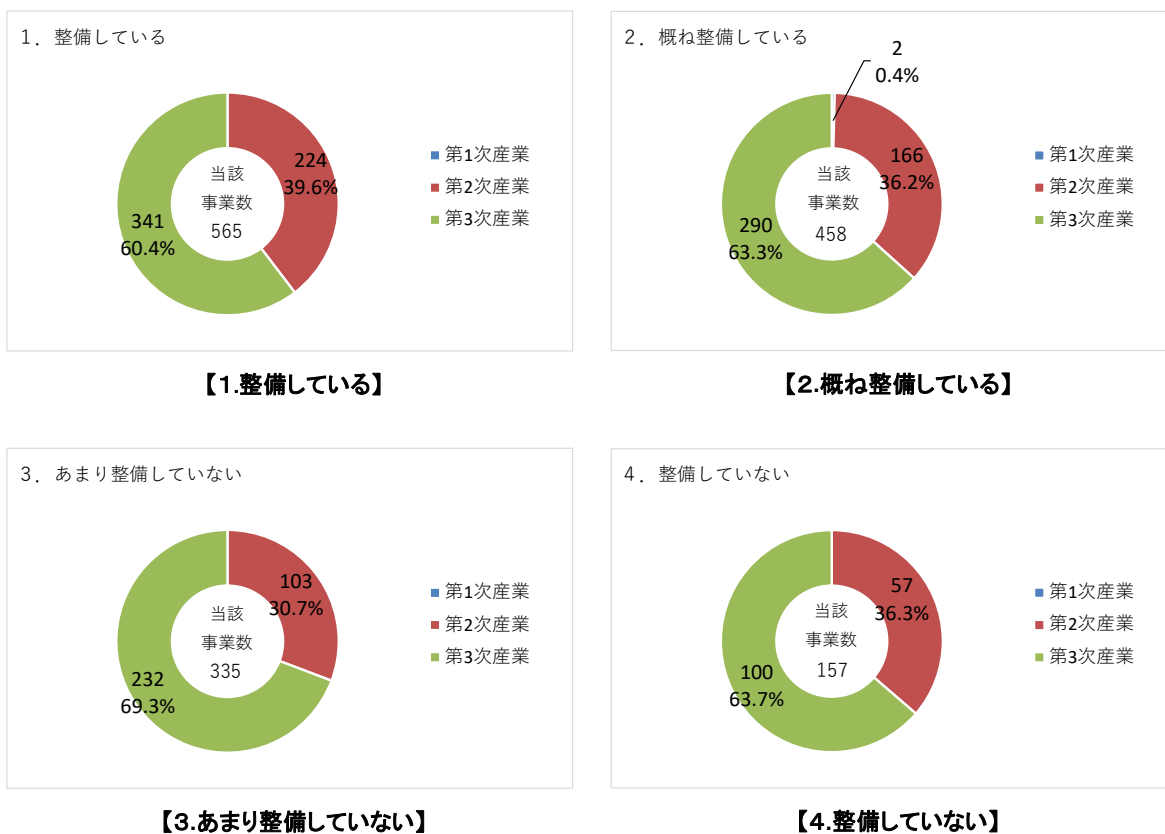 1．整備している
224
39.6%
341
60.4%
当該
事業数
565
第1次産業
第2次産業
第3次産業
【１.整備している】
2．概ね整備している
2
0.4%
166
36.2%
290
63.3%
当該
事業数
458
第1次産業
第2次産業
第3次産業
【２.概ね整備している】
3．あまり整備していない
103
30.7%
232
69.3%
当該
事業数
335
第1次産業
第2次産業
第3次産業
【３.あまり整備していない】
4．整備していない
57
36.3%
100
63.7%
当該
事業数
157
第1次産業
第2次産業
第3次産業
【４.整備していない】